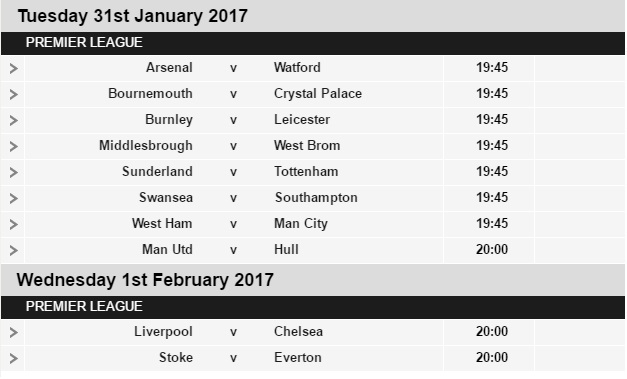 Tuesday 31st January 2017
PREMIER LEAGUE
> Arsenal v Watford 19:45
> Bournemouth v Crystal Palace 19:45
> Burnley v Leicester 19:45
> Middlesbrough v West Brom 19:45
> Sunderland v Tottenham 19:45
> Swansea v Southampton 19:45
> West Ham v Man City 19:45
> Man Utd v Hull 20:00
Wednesday 1st February 2017
PREMIER LEAGUE
> Liverpool v Chelsea 20:00
> Stoke v Everton 20:00